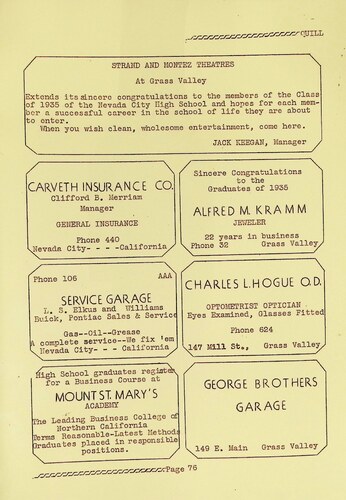 QUILL
STRAND AND MONTEZ THEATRES
At Grass Valley
Extends its sincere congratulations to the members of the Class
of 1935 of the Nevada City High School and hopes for each mem-
ber a successful career in the school of life they are about
to enter.
When you wish clean, wholesome entertainment, come here.
JACK KEEGAN, Manager
CARVETH INSURANCE CO.
Clifford B. Merriam
Manager
GENERAL INSURANCE
Phone 440
Nevada City- - - -California
Sincere Congratulations
to the
Graduates of 1935
ALFRED M. KRAMM
JEWELER
22 years in business
Phone 32 Grass Valley
Phone 106 AAA
SERVICE GARAGE
L. S. Elkus and Williams
Buick, Pontiac Sales & Service
Gas--Oil--Grease
A complete service--We fix 'em
Nevada City- - - California
CHARLES L. HOGUE O.D.
OPTOMETRIST OPTICIAN
Eyes Examined, Glasses Fitted
Phone 624
147 Mill St., Grass Valley
High School graduates register
for a Business Course at
MOUNT ST. MARY'S
ACADEMY
The Leading Business College of
Northern California
Terms Reasonable-Latest Methods
Graduates placed in responsible
positions.
GEORGE BROTHERS
GARAGE
149 E. Main Grass Valley
Page 76